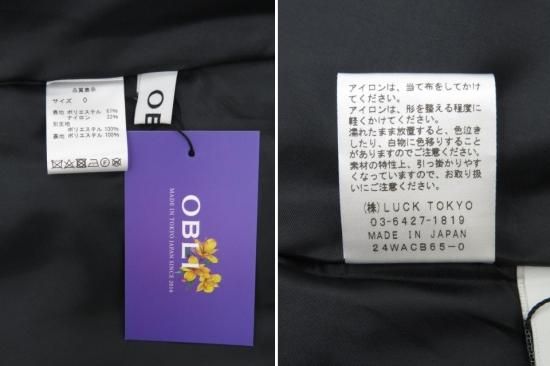 品質表示
サイズ 0
表地 ポリエステル 67%
ナイロン 33%
別生地
ポリエステル 100%
裏地 ポリエステル 100%
OB
OBLI
MADE IN TOKYO JAPAN SINCE 2016
アイロンは、当て布をしてかけ
てください。
アイロンは、形を整える程度に
軽くかけてください。
濡れたまま放置すると、色泣き
したり、白物に色移りすること
がありますのでご注意ください。
素材の特性上、引っ掛かりやす
くなっていますので、お取り扱
いにご注意ください。
(株)LUCK TOKYO
03-6427-1819
MADE IN JAPAN
24WACB65-0